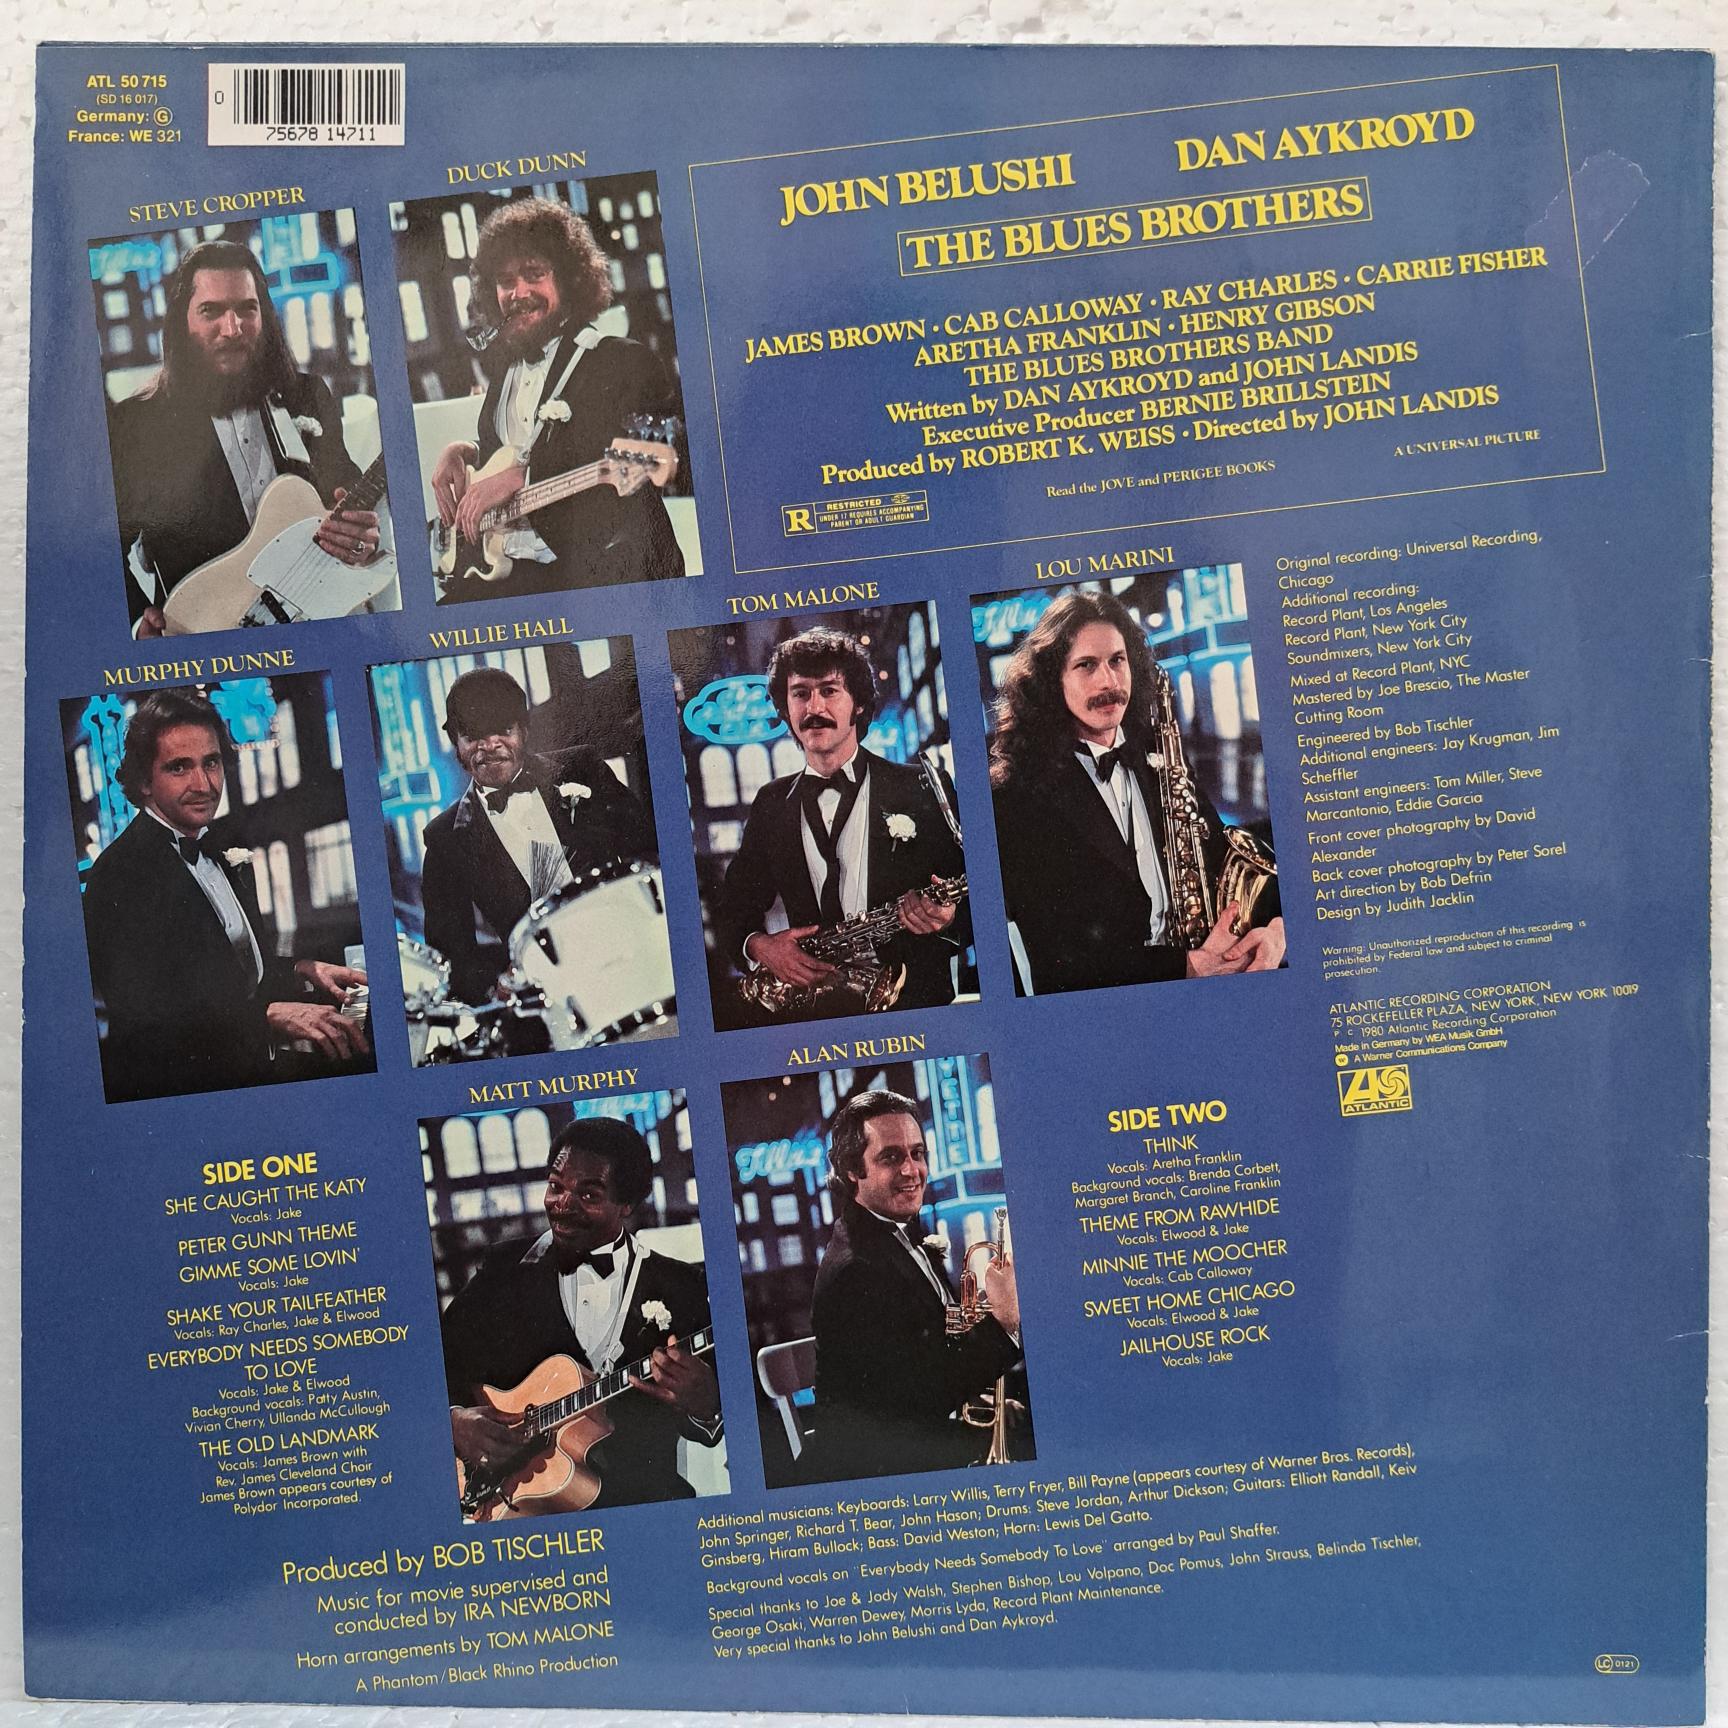 ATL 50 715
(SD 16 017)
Germany: G
France: WE 321
0
75678 14711
STEVE CROPPER
DUCK DUNN
JOHN BELUSHI DAN AYKROYD
THE BLUES BROTHERS
JAMES BROWN · CAB CALLOWAY · RAY CHARLES · CARRIE FISHER
ARETHA FRANKLIN · HENRY GIBSON
THE BLUES BROTHERS BAND
Written by DAN AYKROYD and JOHN LANDIS
Executive Producer BERNIE BRILLSTEIN
Produced by ROBERT K. WEISS · Directed by JOHN LANDIS
Read the JOVE and PERIGEE BOOKS
A UNIVERSAL PICTURE
R RESTRICTED
UNDER 17 REQUIRES ACCOMPANYING
PARENT OR ADULT GUARDIAN
MURPHY DUNNE
WILLIE HALL
TOM MALONE
LOU MARINI
Original recording: Universal Recording,
Chicago
Additional recording:
Record Plant, Los Angeles
Record Plant, New York City
Soundmixers, New York City
Mixed at Record Plant, NYC
Mastered by Joe Brescio, The Master
Cutting Room
Engineered by Bob Tischler
Additional engineers: Jay Krugman, Jim
Scheffler
Assistant engineers: Tom Miller, Steve
Marcantonio, Eddie Garcia
Front cover photography by David
Alexander
Back cover photography by Peter Sorel
Art direction by Bob Defrin
Design by Judith Jacklin
Warning: Unauthorized reproduction of this recording is
prohibited by Federal law and subject to criminal
prosecution.
ATLANTIC RECORDING CORPORATION
75 ROCKEFELLER PLAZA, NEW YORK, NEW YORK 10019
P C 1980 Atlantic Recording Corporation
Made in Germany by WEA Musik GmbH
W A Warner Communications Company
ATLANTIC
MATT MURPHY
ALAN RUBIN
SIDE ONE
SHE CAUGHT THE KATY
Vocals: Jake
PETER GUNN THEME
GIMME SOME LOVIN'
Vocals: Jake
SHAKE YOUR TAILFEATHER
Vocals: Ray Charles, Jake & Elwood
EVERYBODY NEEDS SOMEBODY
TO LOVE
Vocals: Jake & Elwood
Background vocals: Patty Austin,
Vivian Cherry, Ullanda McCullough
THE OLD LANDMARK
Vocals: James Brown with
Rev. James Cleveland Choir
James Brown appears courtesy of
Polydor Incorporated.
SIDE TWO
THINK
Vocals: Aretha Franklin
Background vocals: Brenda Corbett,
Margaret Branch, Caroline Franklin
THEME FROM RAWHIDE
Vocals: Elwood & Jake
MINNIE THE MOOCHER
Vocals: Cab Calloway
SWEET HOME CHICAGO
Vocals: Elwood & Jake
JAILHOUSE ROCK
Vocals: Jake
Produced by BOB TISCHLER
Music for movie supervised and
conducted by IRA NEWBORN
Horn arrangements by TOM MALONE
A Phantom/Black Rhino Production
Additional musicians: Keyboards: Larry Willis, Terry Fryer, Bill Payne (appears courtesy of Warner Bros. Records),
John Springer, Richard T. Bear, John Hason; Drums: Steve Jordan, Arthur Dickson; Guitars: Elliott Randall, Keiv
Ginsberg, Hiram Bullock; Bass: David Weston; Horn: Lewis Del Gatto.
Background vocals on "Everybody Needs Somebody To Love" arranged by Paul Shaffer.
Special thanks to Joe & Jody Walsh, Stephen Bishop, Lou Volpano, Doc Pomus, John Strauss, Belinda Tischler,
George Osaki, Warren Dewey, Morris Lyda, Record Plant Maintenance.
Very special thanks to John Belushi and Dan Aykroyd.
LC 0121